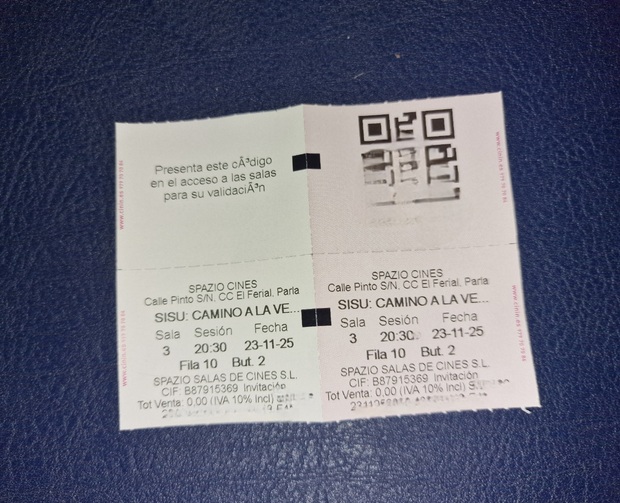 Presenta este cÃ³digo
en el acceso a las salas
para su validaciÃ³n
SPAZIO CINES
Calle Pinto S/N, CC El Ferial, Parla
SISU: CAMINO A LA VE...
Sala Sesión Fecha
3 20:30 23-11-25
Fila 10 But. 2
SPAZIO SALAS DE CINES S.L.
CIF: B87915369 Invitación
Tot Venta: 0,00 (IVA 10% Incl)
SPAZIO CINES
Calle Pinto S/N, CC El Ferial, Parla
SISU: CAMINO A LA VE...
Sala Sesión Fecha
3 20:30 23-11-25
Fila 10 But. 2
SPAZIO SALAS DE CINES S.L.
CIF: B87915369 Invitación
Tot Venta: 0,00 (IVA 10% Incl)